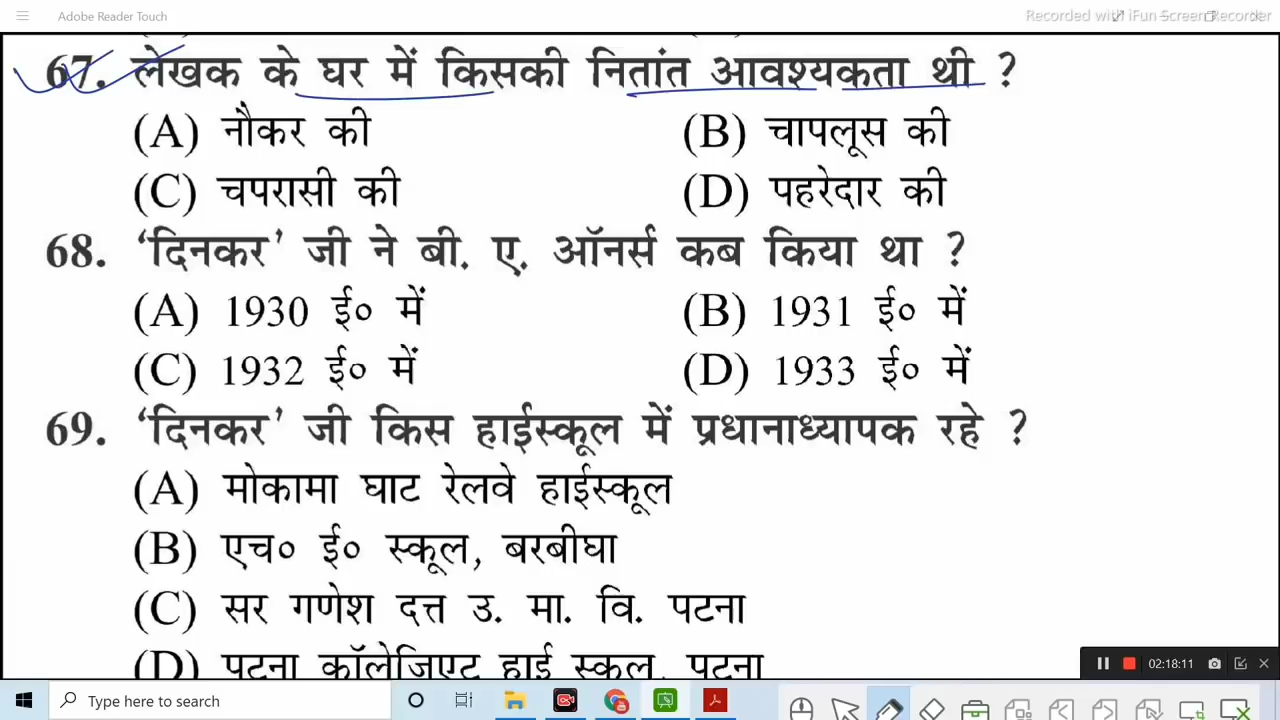 Adobe Reader Touch
Recorded with iFun Screen Recorder
67. लेखक के घर में किसकी नितांत आवश्यकता थी ?
(A) नौकर की (B) चापलूस की
(C) चपरासी की (D) पहरेदार की
68. ‘दिनकर’ जी ने बी. ए. ऑनर्स कब किया था ?
(A) 1930 ई० में (B) 1931 ई० में
(C) 1932 ई० में (D) 1933 ई० में
69. ‘दिनकर’ जी किस हाईस्कूल में प्रधानाध्यापक रहे ?
(A) मोकामा घाट रेलवे हाईस्कूल
(B) एच० ई० स्कूल, बरबीघा
(C) सर गणेश दत्त उ. मा. वि. पटना
(D) पटना कॉलेजिएट हाई स्कूल, पटना
02:18:11
Type here to search